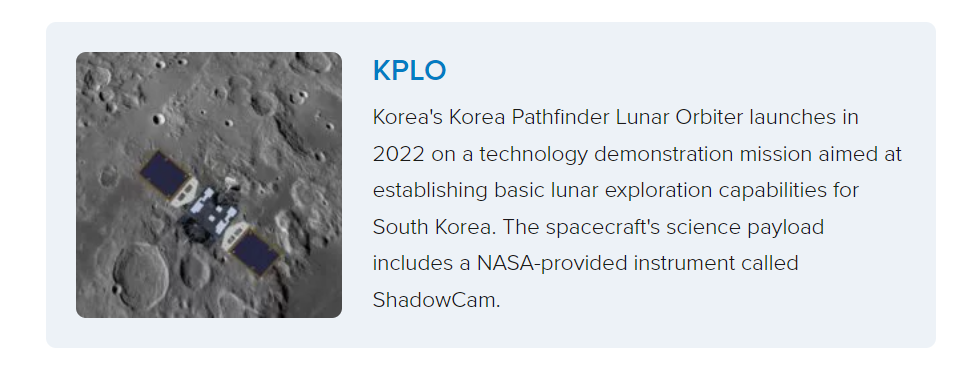 KPLO
Korea's Korea Pathfinder Lunar Orbiter launches in
2022 on a technology demonstration mission aimed at
establishing basic lunar exploration capabilities for
South Korea. The spacecraft's science payload
includes a NASA-provided instrument called
ShadowCam.